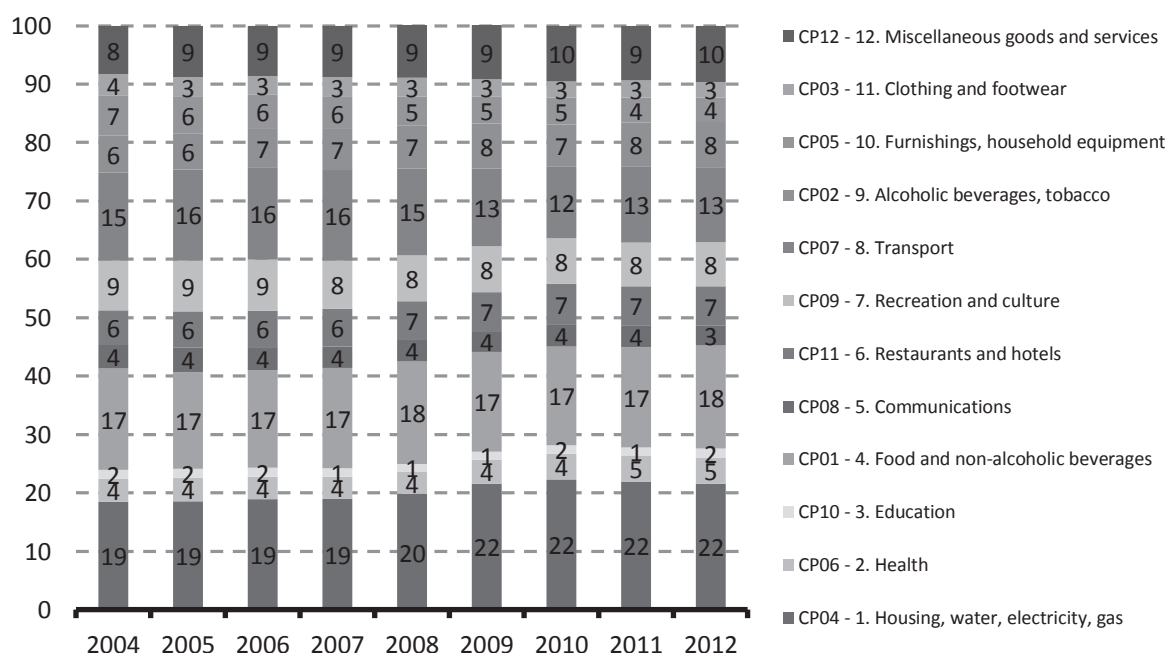 100
90
80
70
60
50
40
30
20
10
0
8 9 9 9 9 9 10 9 10
4 3 3 3 3 3 3 3 3
7 6 6 6 5 5 5 4 4
6 6 7 7 7 8 7 8 8
15 16 16 16 15 13 12 13 13
9 9 9 8 8 8 8 8 8
6 6 6 6 7 7 7 7 7
4 4 4 4 4 4 4 4 3
17 17 17 17 18 17 17 17 18
2 2 2 1 1 1 2 1 2
4 4 4 4 4 4 4 5 5
19 19 19 19 20 22 22 22 22
2004 2005 2006 2007 2008 2009 2010 2011 2012
CP12 - 12. Miscellaneous goods and services
CP03 - 11. Clothing and footwear
CP05 - 10. Furnishings, household equipment
CP02 - 9. Alcoholic beverages, tobacco
CP07 - 8. Transport
CP09 - 7. Recreation and culture
CP11 - 6. Restaurants and hotels
CP08 - 5. Communications
CP01 - 4. Food and non-alcoholic beverages
CP10 - 3. Education
CP06 - 2. Health
CP04 - 1. Housing, water, electricity, gas